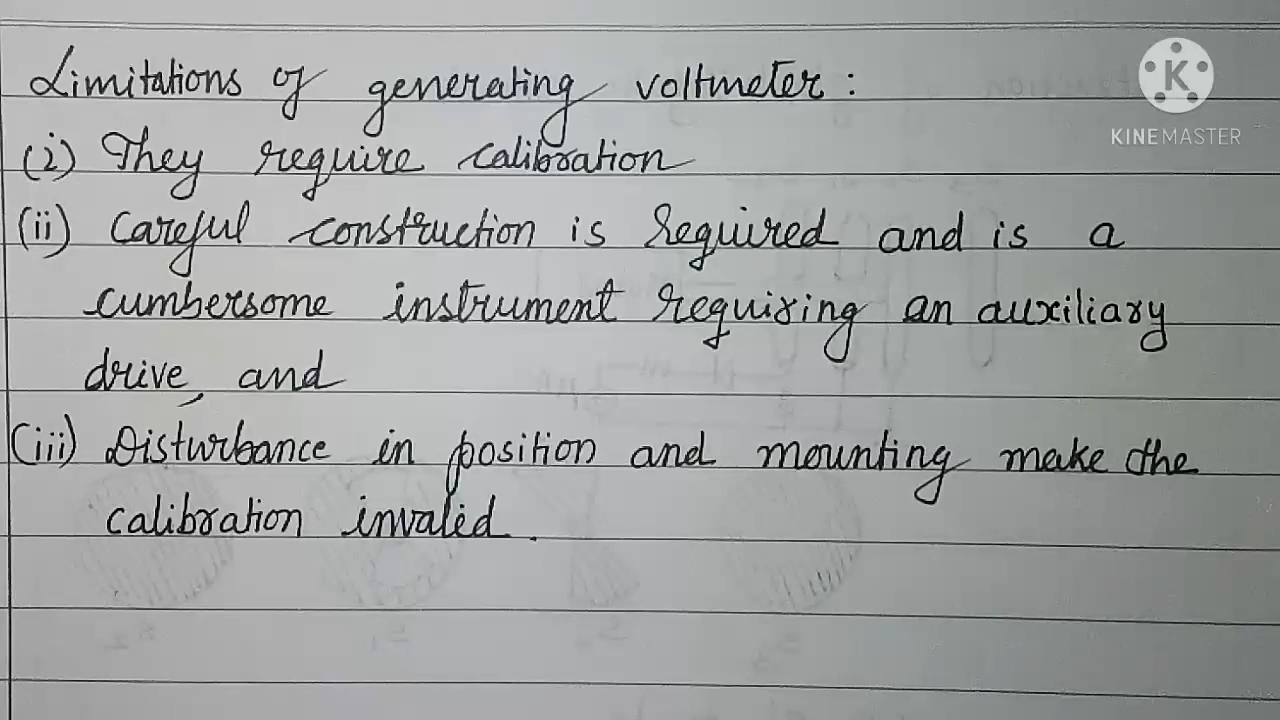 Limitations of generating voltmeter :
(i) They require calibration
(ii) Careful construction is required and is a
cumbersome instrument requiring an auxiliary
drive, and
(iii) Disturbance in position and mounting make the
calibration invalid.
K
KINEMASTER